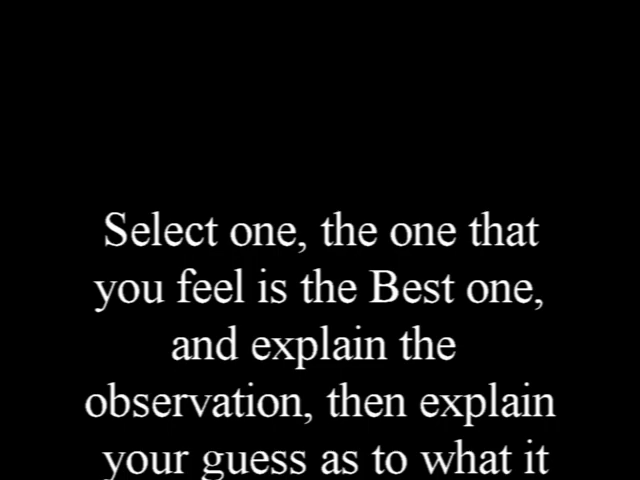 Select one, the one that
you feel is the Best one,
and explain the
observation, then explain
your guess as to what it